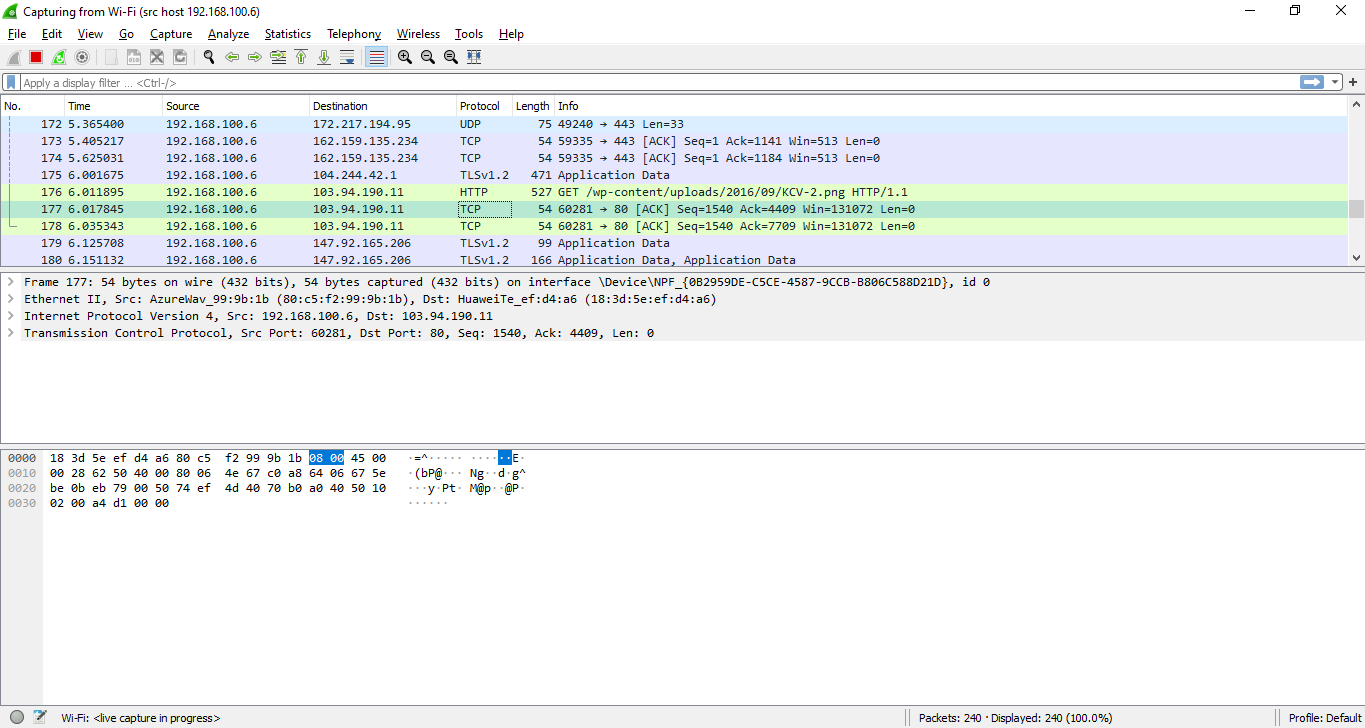 Capturing from Wi-Fi (src host 192.168.100.6)
File Edit View Go Capture Analyze Statistics Telephony Wireless Tools Help
Apply a display filter ... <Ctrl-/>
No. Time Source Destination Protocol Length Info
172 5.365400 192.168.100.6 172.217.194.95 UDP 75 49240 → 443 Len=33
173 5.405217 192.168.100.6 162.159.135.234 TCP 54 59335 → 443 [ACK] Seq=1 Ack=1141 Win=513 Len=0
174 5.625031 192.168.100.6 162.159.135.234 TCP 54 59335 → 443 [ACK] Seq=1 Ack=1184 Win=513 Len=0
175 6.001675 192.168.100.6 104.244.42.1 TLSv1.2 471 Application Data
176 6.011895 192.168.100.6 103.94.190.11 HTTP 527 GET /wp-content/uploads/2016/09/KCV-2.png HTTP/1.1
177 6.017845 192.168.100.6 103.94.190.11 TCP 54 60281 → 80 [ACK] Seq=1540 Ack=4409 Win=131072 Len=0
178 6.035343 192.168.100.6 103.94.190.11 TCP 54 60281 → 80 [ACK] Seq=1540 Ack=7709 Win=131072 Len=0
179 6.125708 192.168.100.6 147.92.165.206 TLSv1.2 99 Application Data
180 6.151132 192.168.100.6 147.92.165.206 TLSv1.2 166 Application Data, Application Data
Frame 177: 54 bytes on wire (432 bits), 54 bytes captured (432 bits) on interface \Device\NPF_{0B2959DE-C5CE-4587-9CCB-B806C588D21D}, id 0
Ethernet II, Src: AzureWav_99:9b:1b (80:c5:f2:99:9b:1b), Dst: HuaweiTe_ef:d4:a6 (18:3d:5e:ef:d4:a6)
Internet Protocol Version 4, Src: 192.168.100.6, Dst: 103.94.190.11
Transmission Control Protocol, Src Port: 60281, Dst Port: 80, Seq: 1540, Ack: 4409, Len: 0
0000 18 3d 5e ef d4 a6 80 c5 f2 99 9b 1b 08 00 45 00 ·=^····· ······E·
0010 00 28 62 50 40 00 80 06 4e 67 c0 a8 64 06 67 5e ·(bP@··· Ng··d·g^
0020 be 0b eb 79 00 50 74 ef 4d 40 70 b0 a0 40 50 10 ···y·Pt· M@p··@P·
0030 02 00 a4 d1 00 00 ······
Wi-Fi: <live capture in progress> Packets: 240 · Displayed: 240 (100.0%) Profile: Default